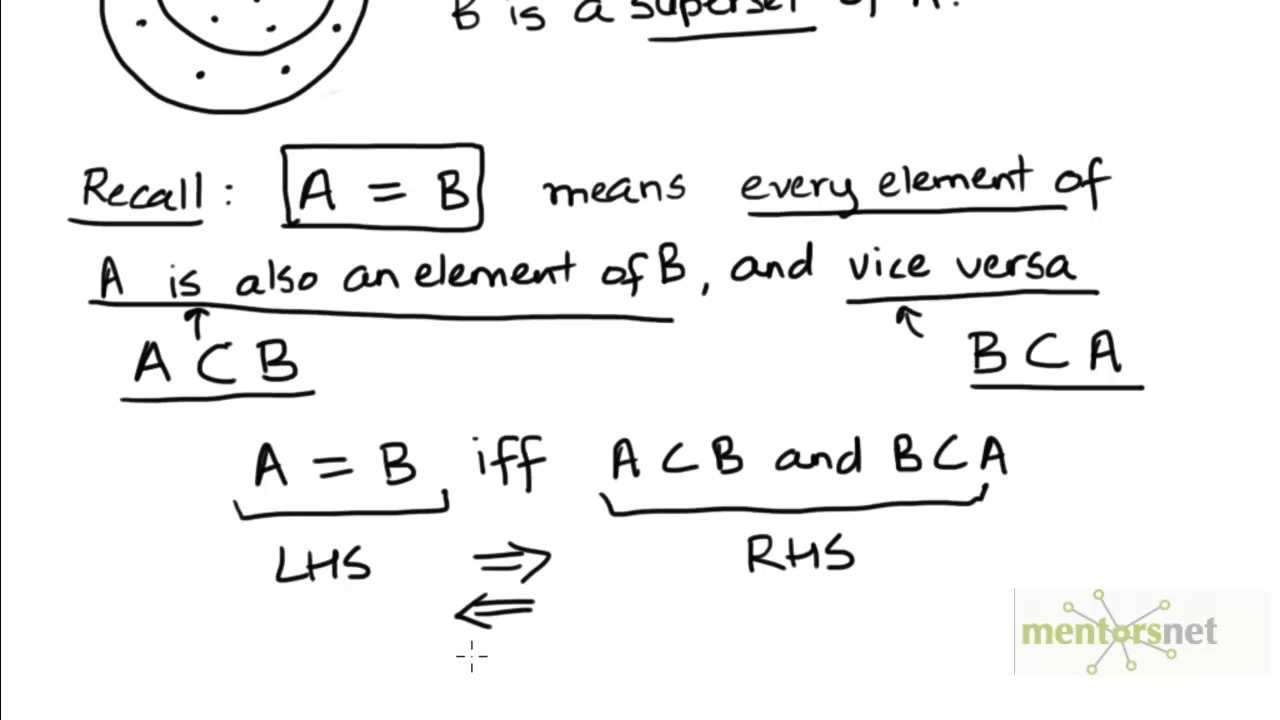 B is a superset of A.
Recall : A = B means every element of
A is also an element of B, and vice versa
A ⊂ B B ⊂ A
A = B iff A ⊂ B and B ⊂ A
LHS ⇒ RHS
⇐
mentorsnet